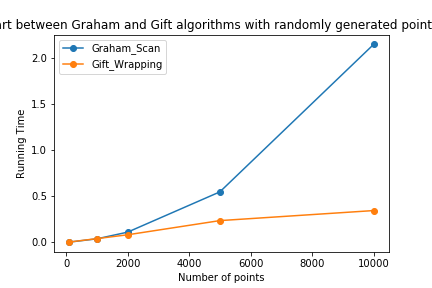 art between Graham and Gift algorithms with randomly generated point
Graham_Scan
Gift_Wrapping
2.0
1.5
1.0
0.5
0.0
Running Time
0 2000 4000 6000 8000 10000
Number of points